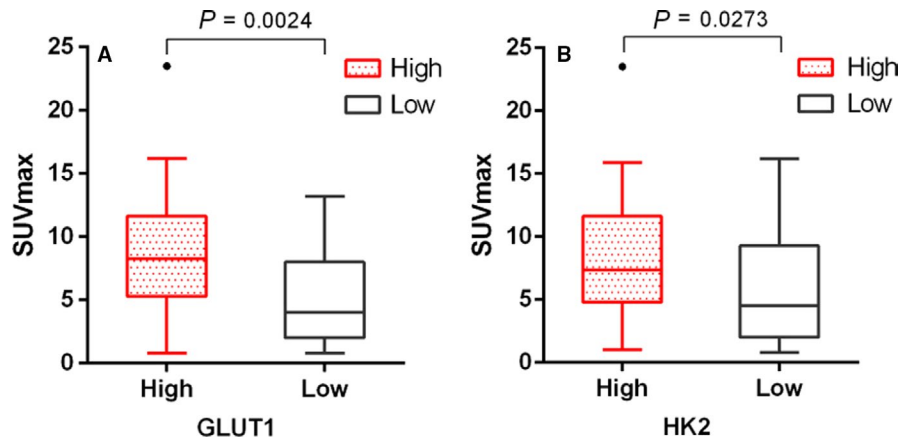 P = 0.0024
A
High
Low
SUVmax
25
20
15
10
5
0
High Low
GLUT1
P = 0.0273
B
High
Low
SUVmax
25
20
15
10
5
0
High Low
HK2